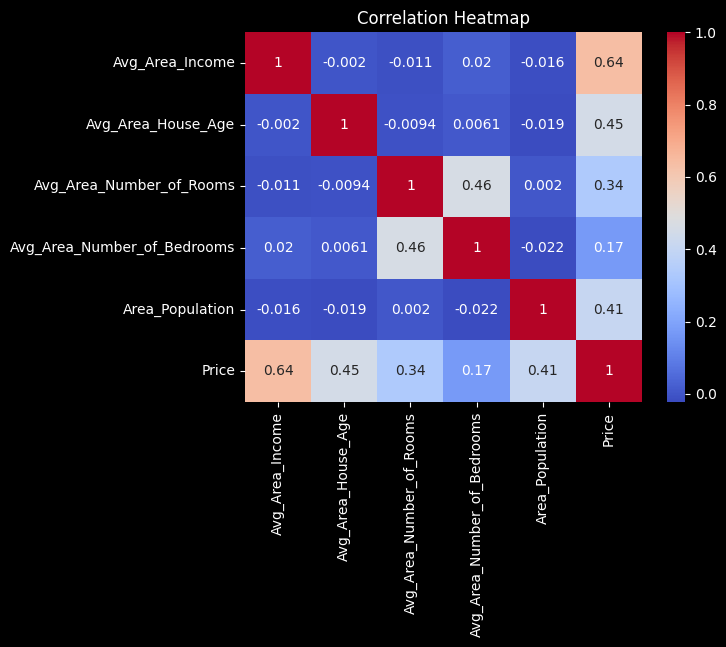 Correlation Heatmap
Avg_Area_Income 1 -0.002 -0.011 0.02 -0.016 0.64
Avg_Area_House_Age -0.002 1 -0.0094 0.0061 -0.019 0.45
Avg_Area_Number_of_Rooms -0.011 -0.0094 1 0.46 0.002 0.34
Avg_Area_Number_of_Bedrooms 0.02 0.0061 0.46 1 -0.022 0.17
Area_Population -0.016 -0.019 0.002 -0.022 1 0.41
Price 0.64 0.45 0.34 0.17 0.41 1
Avg_Area_Income
Avg_Area_House_Age
Avg_Area_Number_of_Rooms
Avg_Area_Number_of_Bedrooms
Area_Population
Price
1.0
0.8
0.6
0.4
0.2
0.0